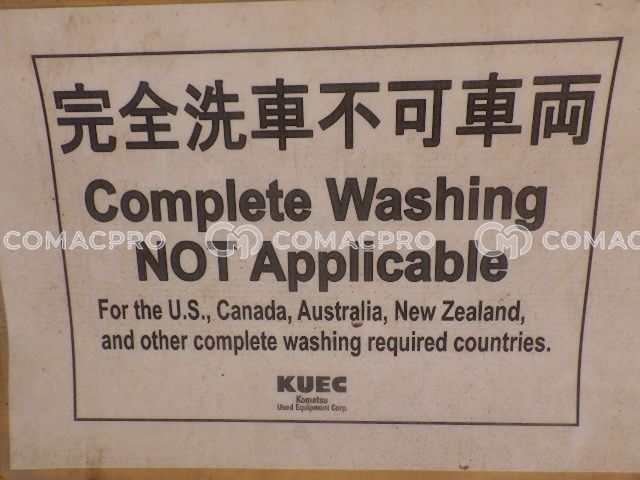 完全洗車不可車両
Complete Washing
COMACPRO COMACPRO COMACPRO
NOT Applicable
For the U.S., Canada, Australia, New Zealand,
and other complete washing required countries.
KUEC
Komatsu
Used Equipment Corp.